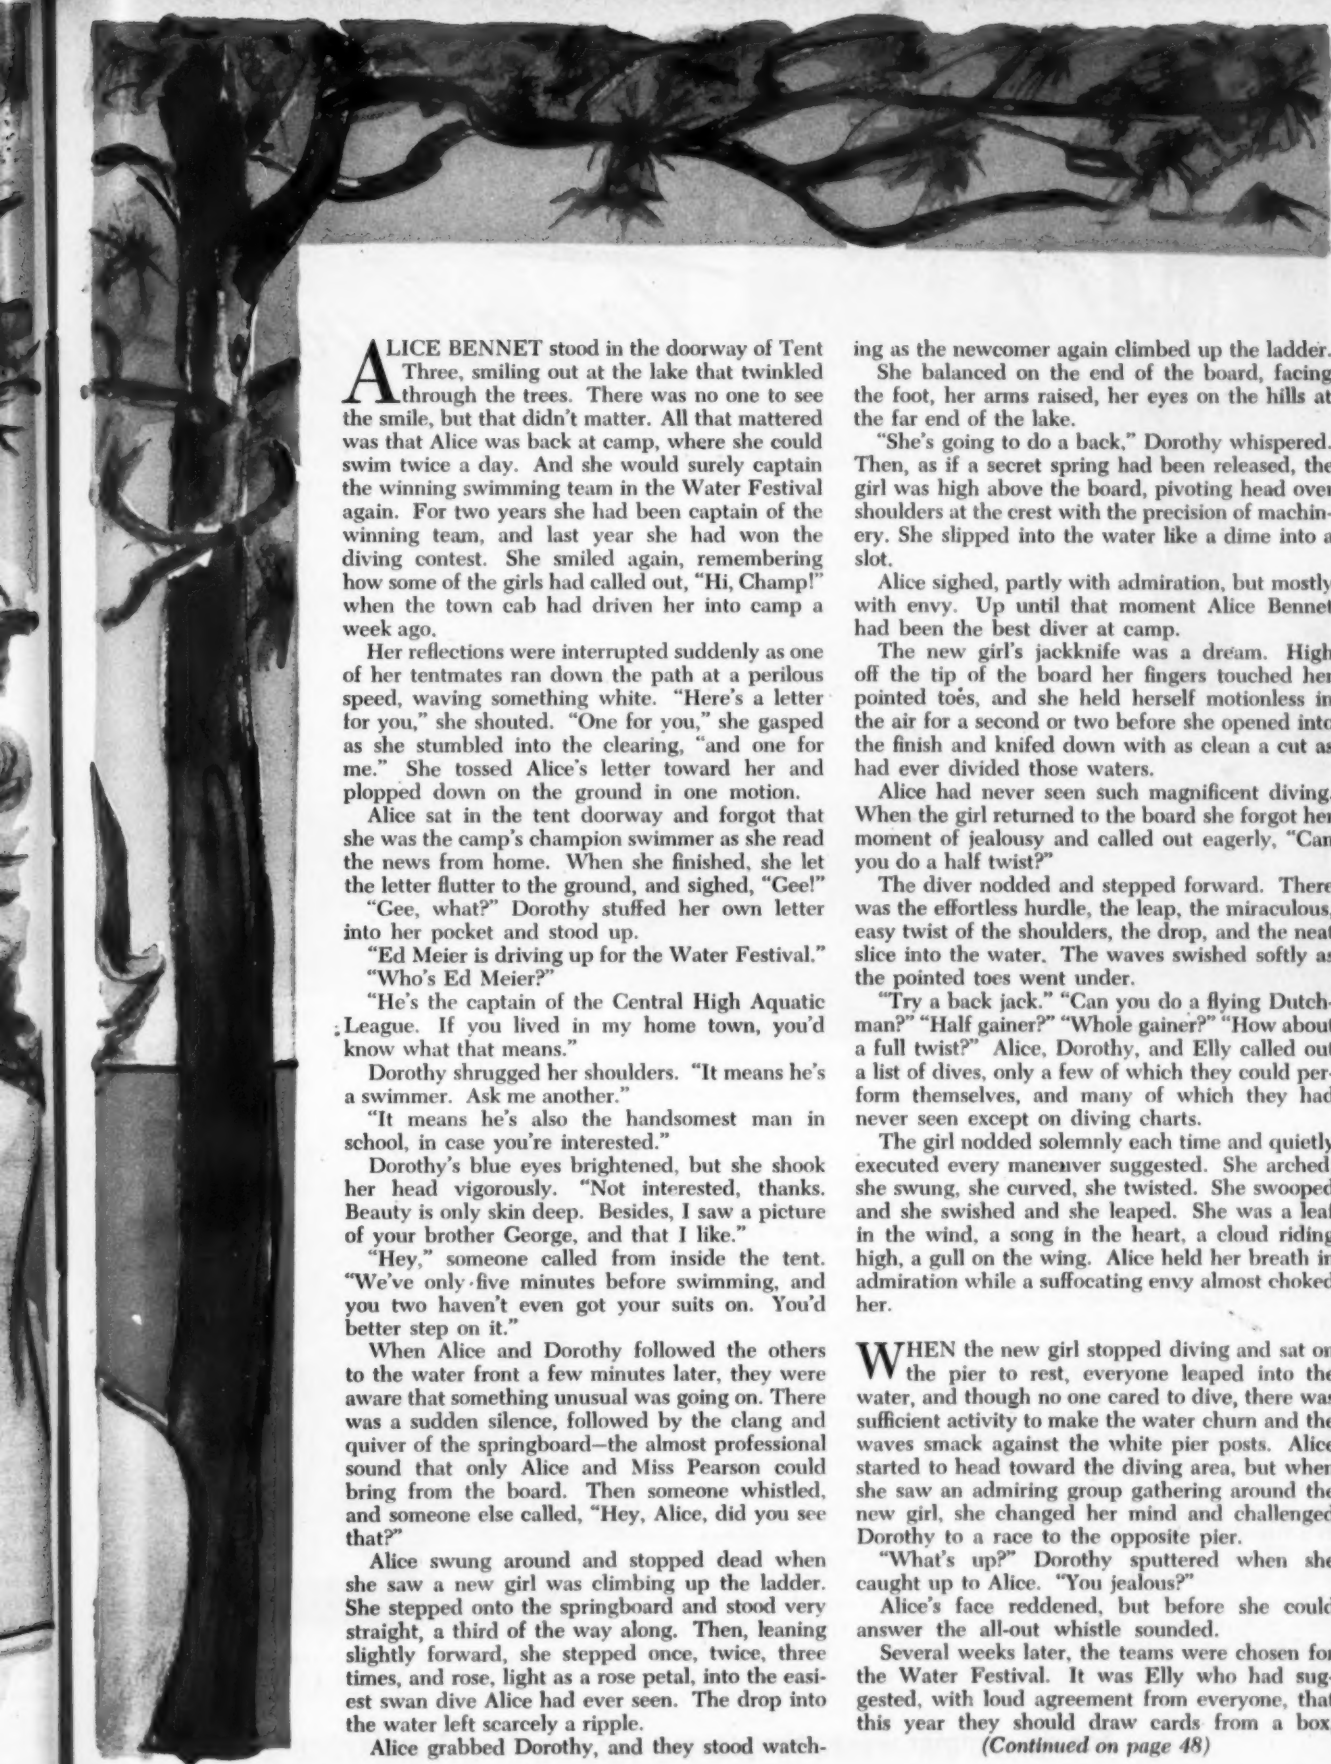 ALICE BENNET stood in the doorway of Tent
Three, smiling out at the lake that twinkled
through the trees. There was no one to see
the smile, but that didn't matter. All that mattered
was that Alice was back at camp, where she could
swim twice a day. And she would surely captain
the winning swimming team in the Water Festival
again. For two years she had been captain of the
winning team, and last year she had won the
diving contest. She smiled again, remembering
how some of the girls had called out, “Hi, Champ!”
when the town cab had driven her into camp a
week ago.
Her reflections were interrupted suddenly as one
of her tentmates ran down the path at a perilous
speed, waving something white. “Here's a letter
for you,” she shouted. “One for you,” she gasped
as she stumbled into the clearing, “and one for
me.” She tossed Alice's letter toward her and
plopped down on the ground in one motion.
Alice sat in the tent doorway and forgot that
she was the camp's champion swimmer as she read
the news from home. When she finished, she let
the letter flutter to the ground, and sighed, “Gee!”
“Gee, what?” Dorothy stuffed her own letter
into her pocket and stood up.
“Ed Meier is driving up for the Water Festival.”
“Who's Ed Meier?”
“He's the captain of the Central High Aquatic
League. If you lived in my home town, you'd
know what that means.”
Dorothy shrugged her shoulders. “It means he's
a swimmer. Ask me another.”
“It means he's also the handsomest man in
school, in case you're interested.”
Dorothy's blue eyes brightened, but she shook
her head vigorously. “Not interested, thanks.
Beauty is only skin deep. Besides, I saw a picture
of your brother George, and that I like.”
“Hey,” someone called from inside the tent.
“We've only five minutes before swimming, and
you two haven't even got your suits on. You'd
better step on it.”
When Alice and Dorothy followed the others
to the water front a few minutes later, they were
aware that something unusual was going on. There
was a sudden silence, followed by the clang and
quiver of the springboard—the almost professional
sound that only Alice and Miss Pearson could
bring from the board. Then someone whistled,
and someone else called, “Hey, Alice, did you see
that?”
Alice swung around and stopped dead when
she saw a new girl was climbing up the ladder.
She stepped onto the springboard and stood very
straight, a third of the way along. Then, leaning
slightly forward, she stepped once, twice, three
times, and rose, light as a rose petal, into the easi-
est swan dive Alice had ever seen. The drop into
the water left scarcely a ripple.
Alice grabbed Dorothy, and they stood watch-
ing as the newcomer again climbed up the ladder.
She balanced on the end of the board, facing
the foot, her arms raised, her eyes on the hills at
the far end of the lake.
“She's going to do a back,” Dorothy whispered.
Then, as if a secret spring had been released, the
girl was high above the board, pivoting head over
shoulders at the crest with the precision of machin-
ery. She slipped into the water like a dime into a
slot.
Alice sighed, partly with admiration, but mostly
with envy. Up until that moment Alice Bennet
had been the best diver at camp.
The new girl's jackknife was a dream. High
off the tip of the board her fingers touched her
pointed toes, and she held herself motionless in
the air for a second or two before she opened into
the finish and knifed down with as clean a cut as
had ever divided those waters.
Alice had never seen such magnificent diving.
When the girl returned to the board she forgot her
moment of jealousy and called out eagerly, “Can
you do a half twist?”
The diver nodded and stepped forward. There
was the effortless hurdle, the leap, the miraculous,
easy twist of the shoulders, the drop, and the neat
slice into the water. The waves swished softly as
the pointed toes went under.
“Try a back jack.” “Can you do a flying Dutch-
man?” “Half gainer?” “Whole gainer?” “How about
a full twist?” Alice, Dorothy, and Elly called out
a list of dives, only a few of which they could per-
form themselves, and many of which they had
never seen except on diving charts.
The girl nodded solemnly each time and quietly
executed every maneuver suggested. She arched,
she swung, she curved, she twisted. She swooped
and she swished and she leaped. She was a leaf
in the wind, a song in the heart, a cloud riding
high, a gull on the wing. Alice held her breath in
admiration while a suffocating envy almost choked
her.
WHEN the new girl stopped diving and sat on
the pier to rest, everyone leaped into the
water, and though no one cared to dive, there was
sufficient activity to make the water churn and the
waves smack against the white pier posts. Alice
started to head toward the diving area, but when
she saw an admiring group gathering around the
new girl, she changed her mind and challenged
Dorothy to a race to the opposite pier.
“What's up?” Dorothy sputtered when she
caught up to Alice. “You jealous?”
Alice's face reddened, but before she could
answer the all-out whistle sounded.
Several weeks later, the teams were chosen for
the Water Festival. It was Elly who had sug-
gested, with loud agreement from everyone, that
this year they should draw cards from a box
(Continued on page 48)